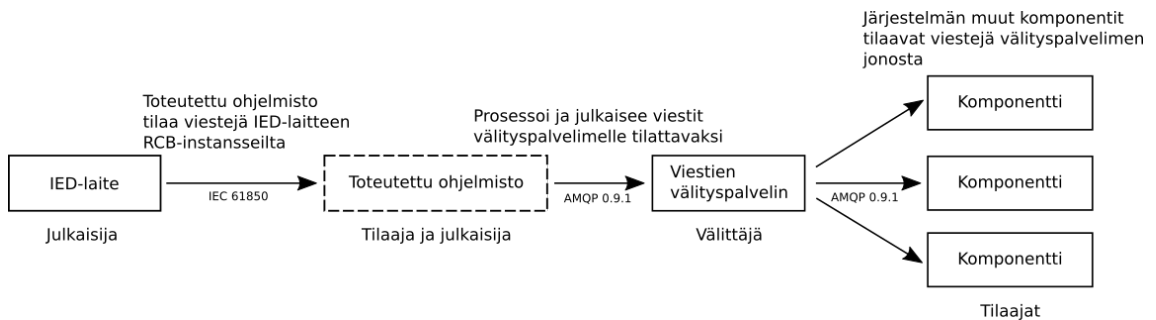 Järjestelmän muut komponentit
tilaavat viestejä välityspalvelimen
jonosta
Toteutettu ohjelmisto
tilaa viestejä IED-laitteen
RCB-instansseilta
Prosessoi ja julkaisee viestit
välityspalvelimelle tilattavaksi
IED-laite
IEC 61850
Toteutettu ohjelmisto
AMQP 0.9.1
Viestien
välityspalvelin
AMQP 0.9.1
Komponentti
Komponentti
Komponentti
Julkaisija
Tilaaja ja julkaisija
Välittäjä
Tilaajat